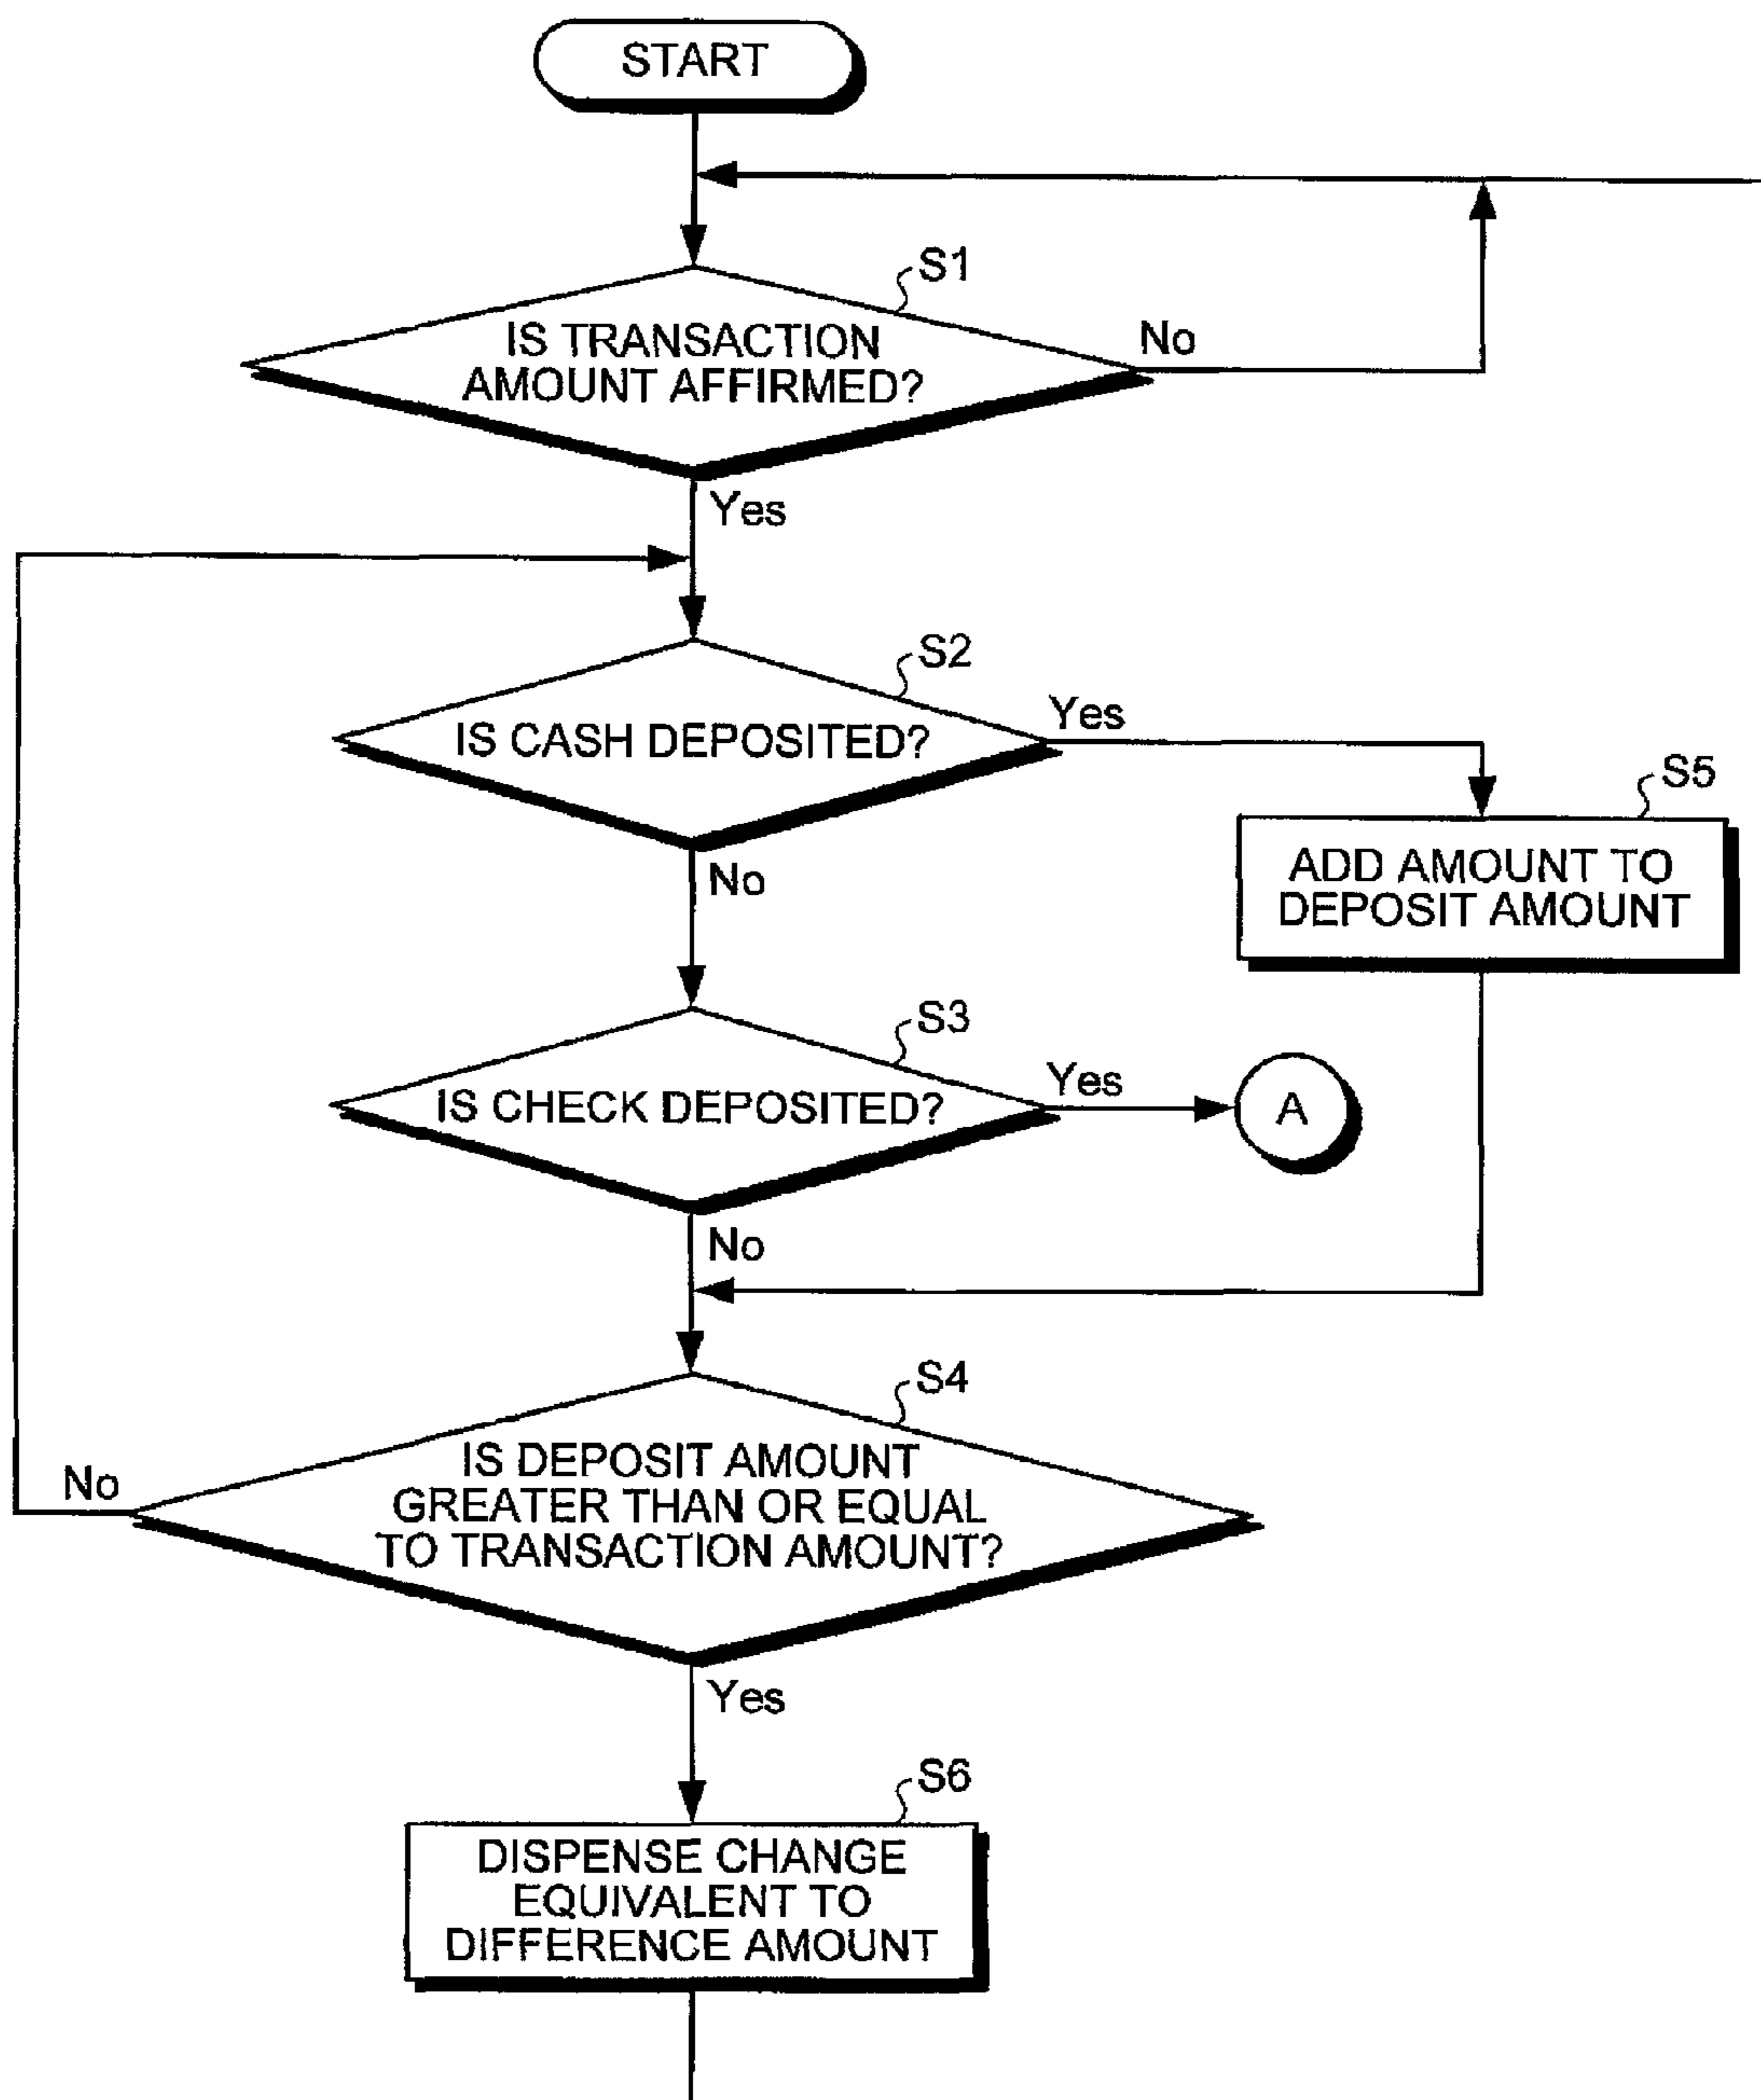 START
S1
IS TRANSACTION
AMOUNT AFFIRMED?
No
Yes
S2
IS CASH DEPOSITED?
Yes
No
S5
ADD AMOUNT TO
DEPOSIT AMOUNT
S3
IS CHECK DEPOSITED?
Yes
A
No
S4
IS DEPOSIT AMOUNT
GREATER THAN OR EQUAL
TO TRANSACTION AMOUNT?
No
Yes
S6
DISPENSE CHANGE
EQUIVALENT TO
DIFFERENCE AMOUNT